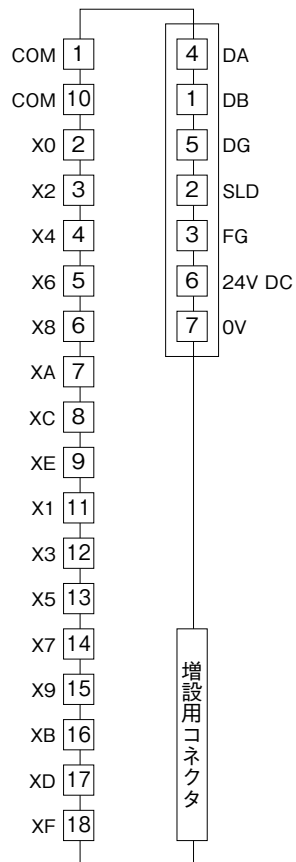 COM 1
COM 10
X0 2
X2 3
X4 4
X6 5
X8 6
XA 7
XC 8
XE 9
X1 11
X3 12
X5 13
X7 14
X9 15
XB 16
XD 17
XF 18
4 DA
1 DB
5 DG
2 SLD
3 FG
6 24V DC
7 0V
増設用コネクタ